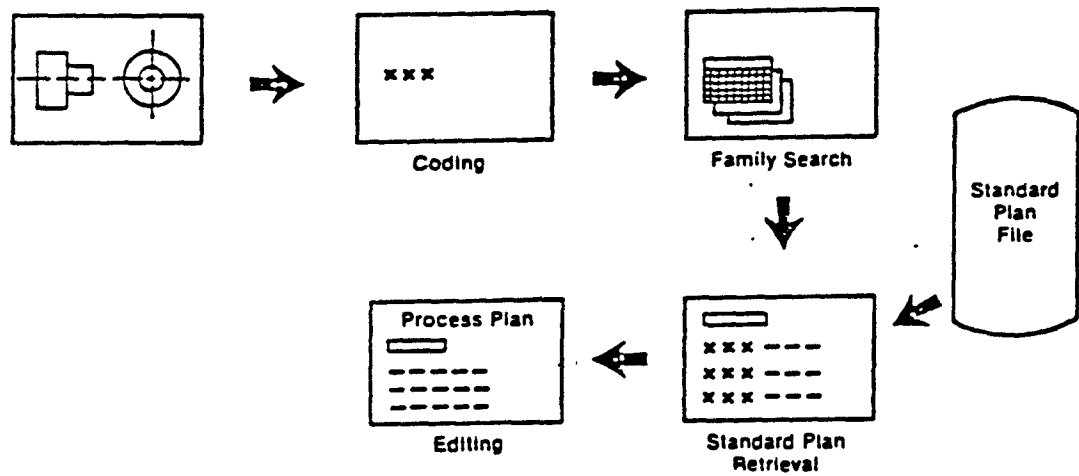 x x x
Coding
Family Search
Standard
Plan
File
Process Plan
Editing
x x x – – –
x x x – – –
x x x – – –
Standard Plan
Retrieval